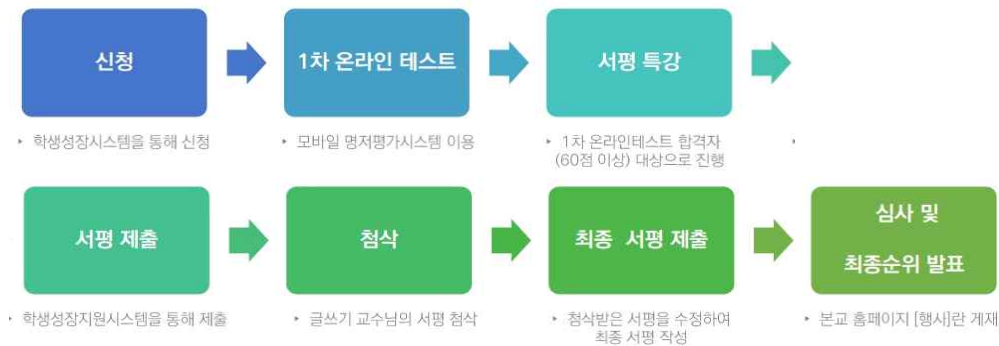 신청
1차 온라인 테스트
서평 특강
▸ 학생성장시스템을 통해 신청
▸ 모바일 명저평가시스템 이용
▸ 1차 온라인테스트 합격자
(60점 이상) 대상으로 진행
서평 제출
첨삭
최종 서평 제출
심사 및
최종순위 발표
▸ 학생성장지원시스템을 통해 제출
▸ 글쓰기 교수님의 서평 첨삭
▸ 첨삭받은 서평을 수정하여
최종 서평 작성
▸ 본교 홈페이지 [행사]란 게재